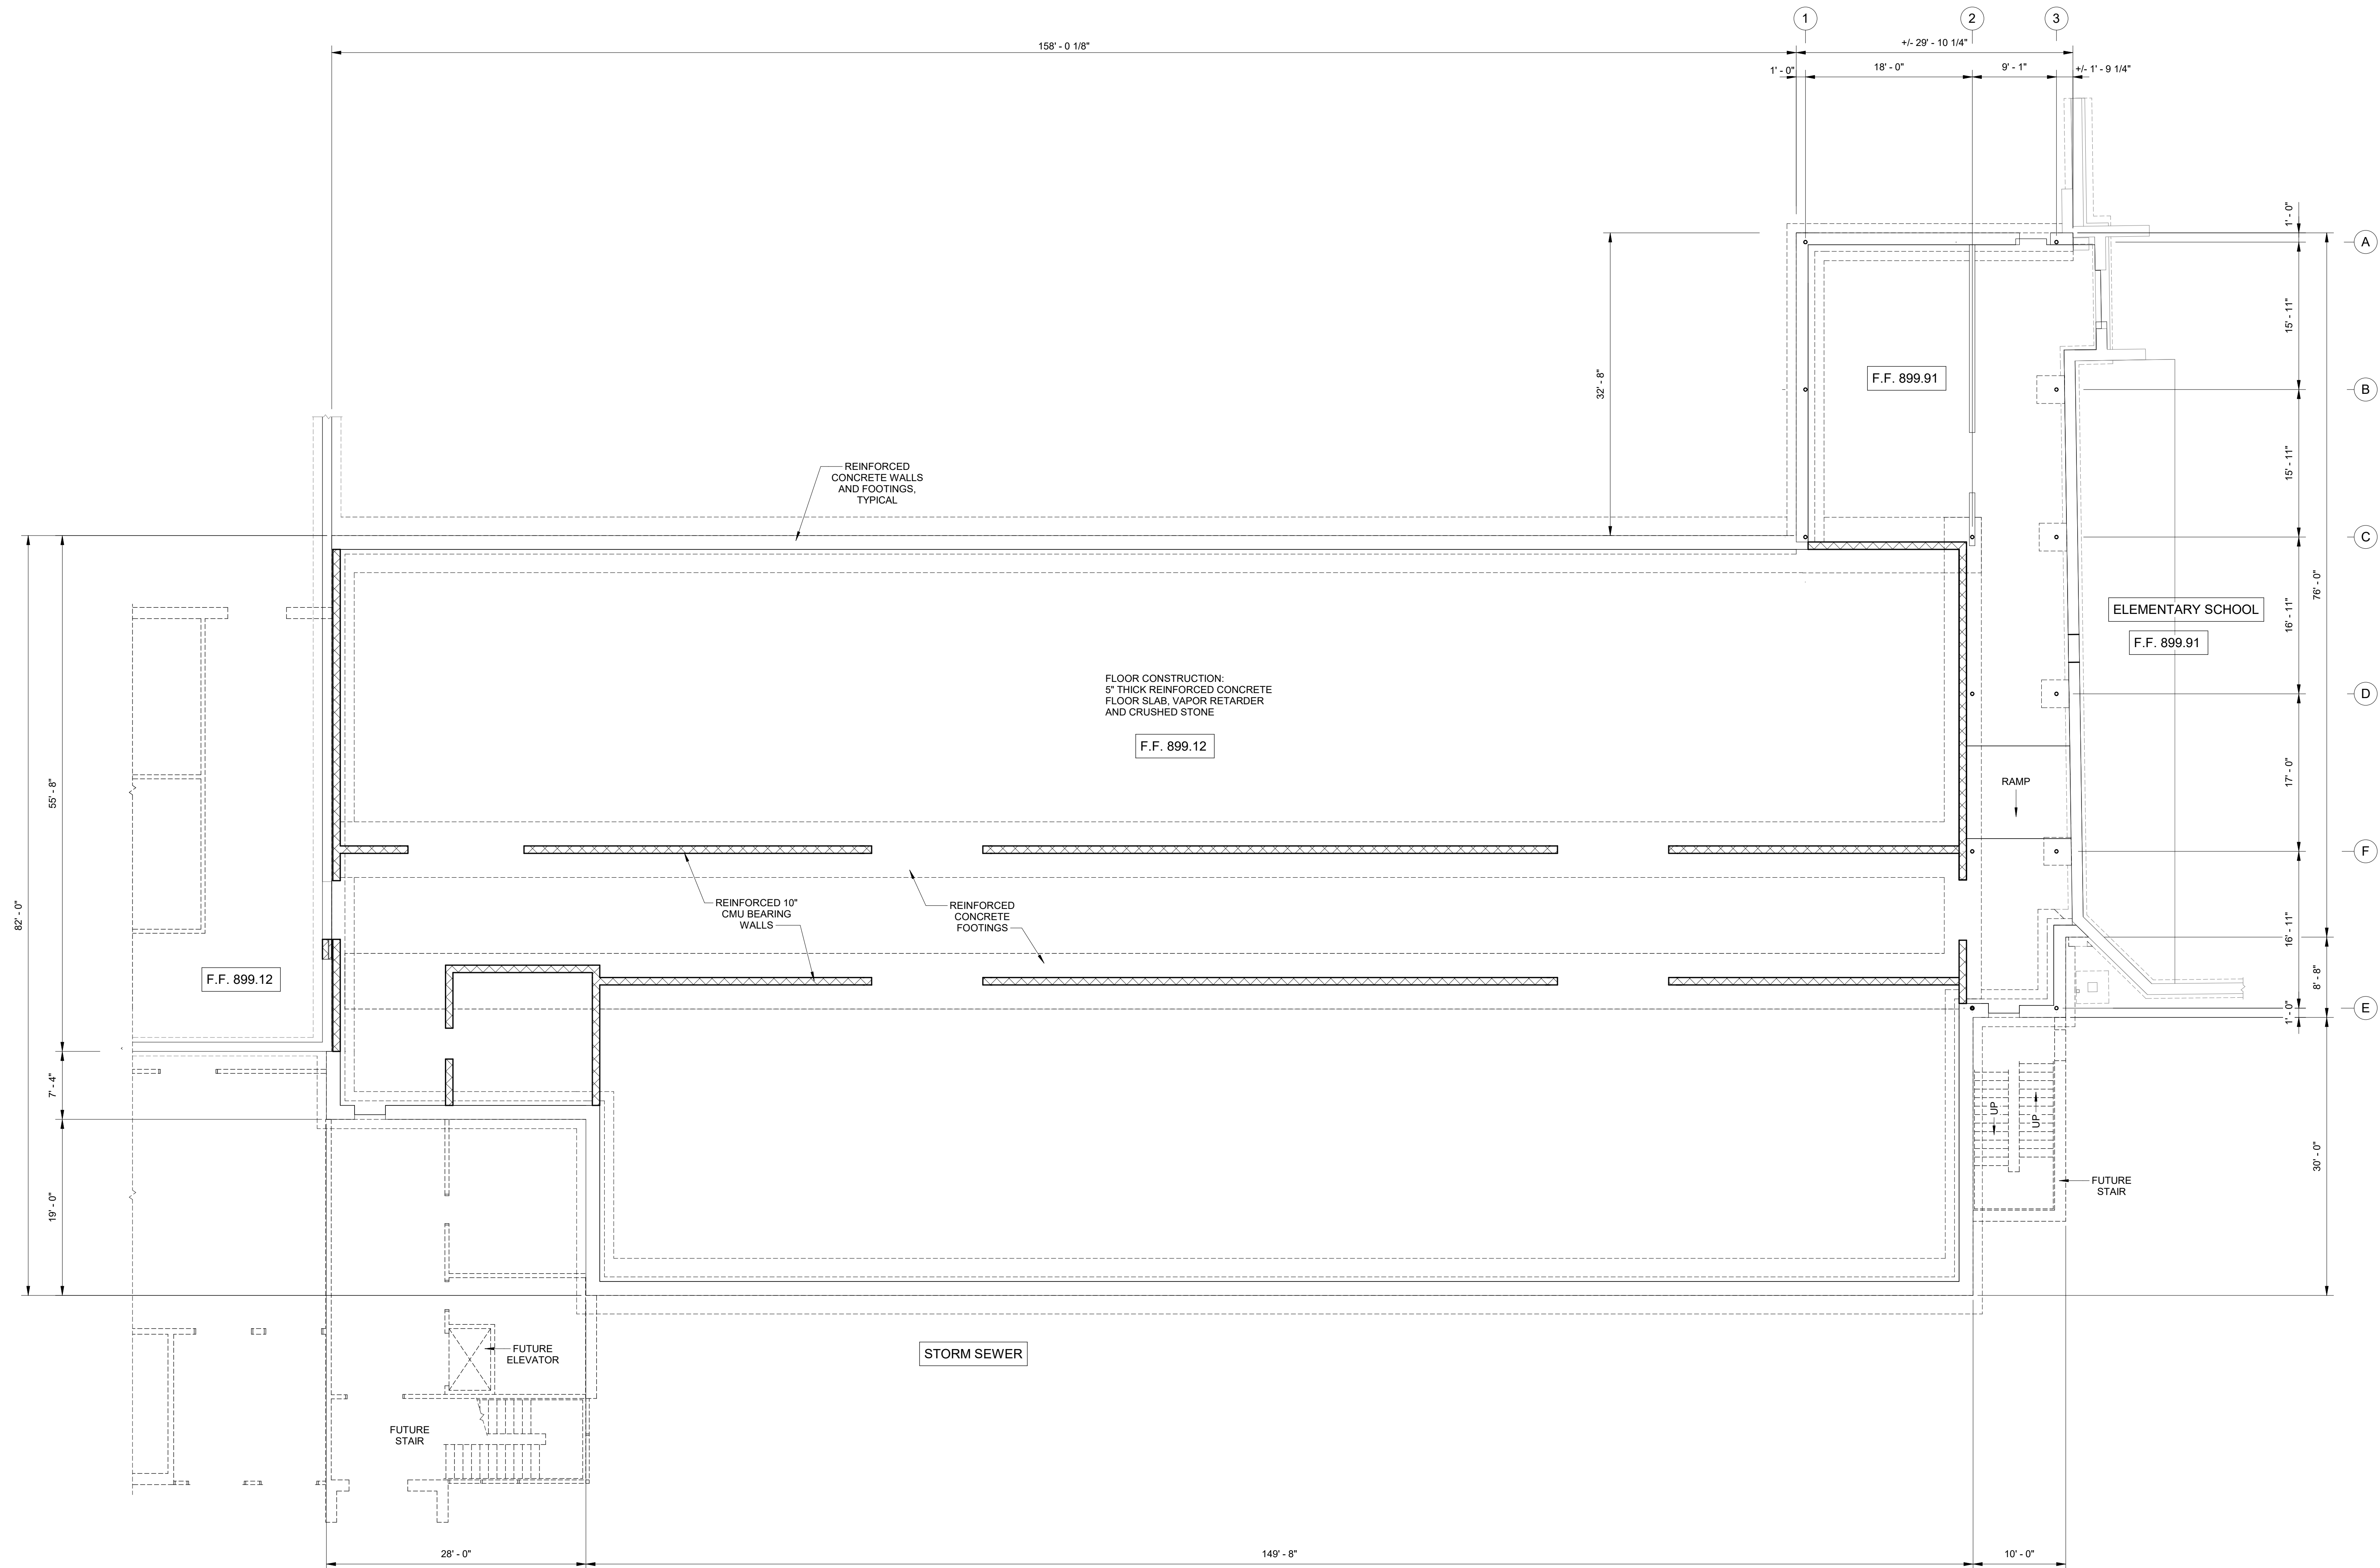 1
2
3
158' - 0 1/8"
+/- 29' - 10 1/4"
1' - 0"
18' - 0"
9' - 1"
+/- 1' - 9 1/4"
1' - 0"
A
15' - 11"
32' - 8"
F.F. 899.91
B
REINFORCED
CONCRETE WALLS
AND FOOTINGS,
TYPICAL
15' - 11"
C
76' - 0"
16' - 11"
ELEMENTARY SCHOOL
F.F. 899.91
FLOOR CONSTRUCTION:
5" THICK REINFORCED CONCRETE
FLOOR SLAB, VAPOR RETARDER
AND CRUSHED STONE
F.F. 899.12
D
55' - 8"
RAMP
17' - 0"
F
82' - 0"
REINFORCED 10"
CMU BEARING
WALLS
REINFORCED
CONCRETE
FOOTINGS
16' - 11"
F.F. 899.12
8' - 8"
1' - 0"
E
7' - 4"
UP
UP
30' - 0"
19' - 0"
FUTURE
STAIR
FUTURE
ELEVATOR
STORM SEWER
FUTURE
STAIR
28' - 0"
149' - 8"
10' - 0"